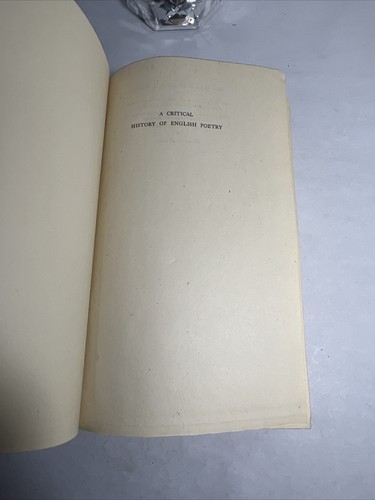 A CRITICAL
HISTORY OF ENGLISH POETRY